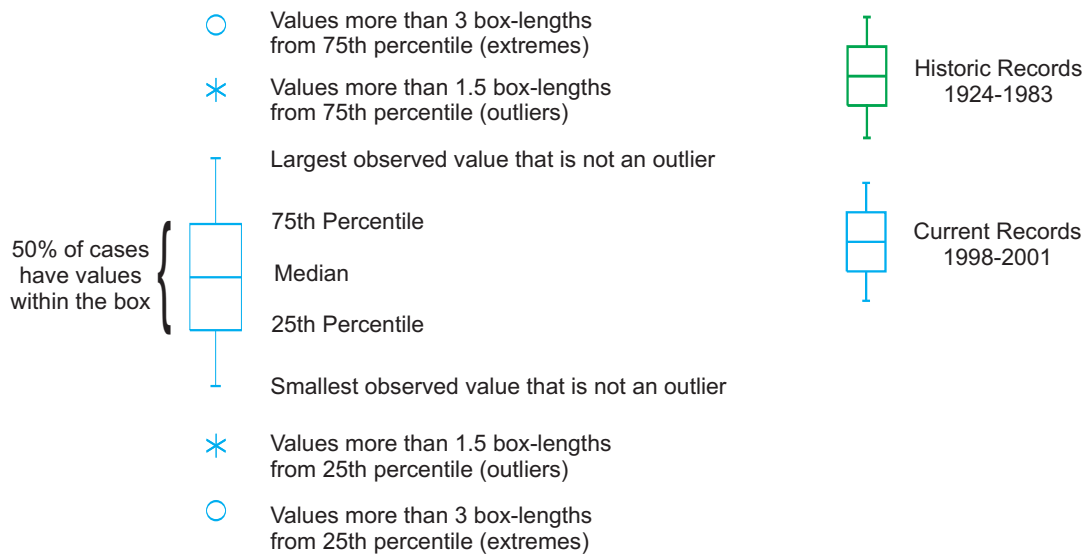 Values more than 3 box-lengths
from 75th percentile (extremes)
Values more than 1.5 box-lengths
from 75th percentile (outliers)
Largest observed value that is not an outlier
75th Percentile
50% of cases
have values
within the box
Median
25th Percentile
Smallest observed value that is not an outlier
Values more than 1.5 box-lengths
from 25th percentile (outliers)
Values more than 3 box-lengths
from 25th percentile (extremes)
Historic Records
1924-1983
Current Records
1998-2001